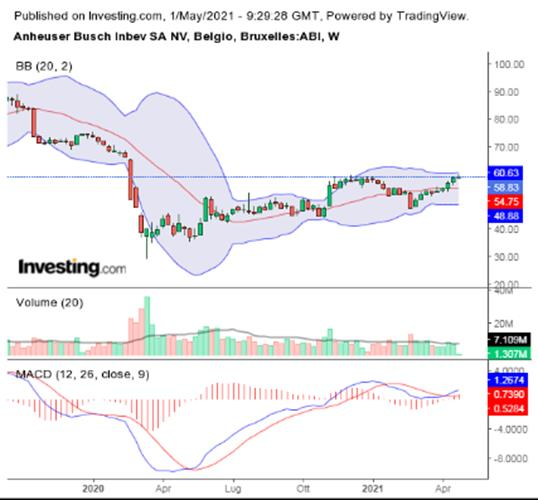 Published on Investing.com, 1/May/2021 - 9:29:28 GMT, Powered by TradingView.
Anheuser Busch Inbev SA NV, Belgio, Bruxelles:ABI, W
BB (20, 2)
100.00
90.00
80.00
70.00
60.63
58.83
54.75
48.88
40.00
30.00
20.00
Investing.com
Volume (20)
40M
20M
7.109M
1.307M
MACD (12, 26, close, 9)
4.0000
1.2674
0.7390
0.5284
-4.0000
-8.0000
2020
Apr
Lug
Ott
2021
Apr